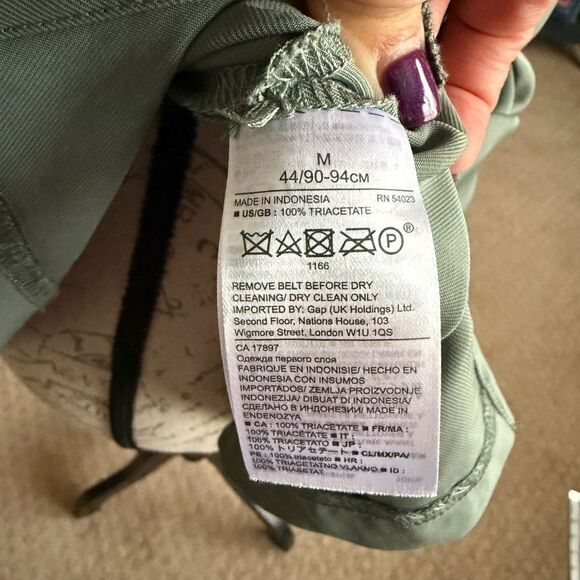 M
44/90-94CM
MADE IN INDONESIA RN 54023
■ US/GB : 100% TRIACETATE
P ®
1166
REMOVE BELT BEFORE DRY
CLEANING/ DRY CLEAN ONLY
IMPORTED BY: Gap (UK Holdings) Ltd.
Second Floor, Nations House, 103
Wigmore Street, London W1U 1QS
CA 17897
Одежда первого слоя
FABRIQUE EN INDONISIE/ HECHO EN
INDONESIA CON INSUMOS
IMPORTADOS/ ZEMLJA PROIZVODNJE
INDONEZIJA/ DIBUAT DI INDONESIA/
СДЕЛАНО В ИНДОНЕЗИИ/ MADE IN
ENDENOZYA
■ CA : 100% TRIACÉTATE ■ FR/MA :
100% TRIACÉTATE ■ IT :
100% TRIACETATO ■ JP :
100% トリアセテート ■ CL/MX/PA/
PE : 100% triacetato ■ HR :
100% TRIACETATNO VLAKNO ■ ID :
100% TRIASETAT